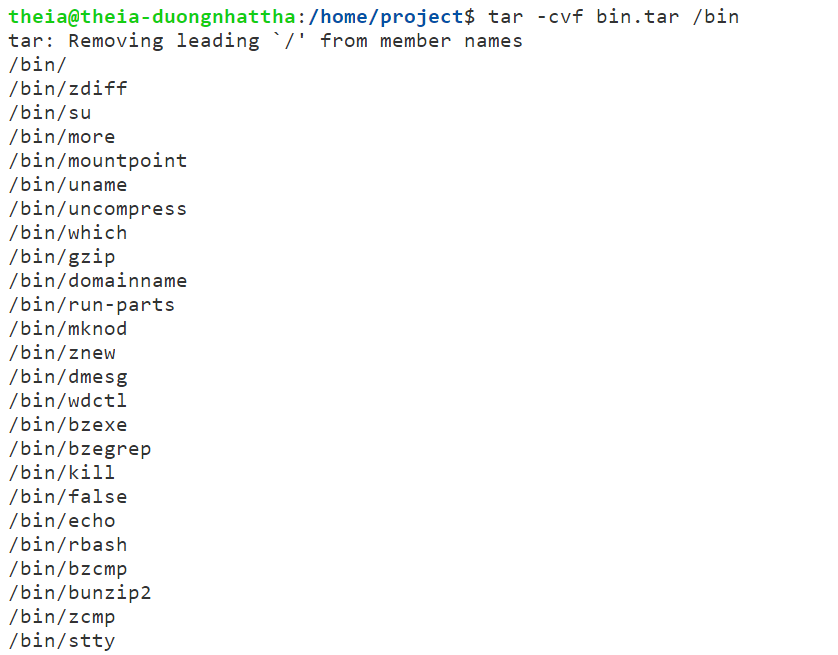 theia@theia-duongnhattha:/home/project$ tar -cvf bin.tar /bin
tar: Removing leading `/' from member names
/bin/
/bin/zdiff
/bin/su
/bin/more
/bin/mountpoint
/bin/uname
/bin/uncompress
/bin/which
/bin/gzip
/bin/domainname
/bin/run-parts
/bin/mknod
/bin/znew
/bin/dmesg
/bin/wdctl
/bin/bzexe
/bin/bzegrep
/bin/kill
/bin/false
/bin/echo
/bin/rbash
/bin/bzcmp
/bin/bunzip2
/bin/zcmp
/bin/stty